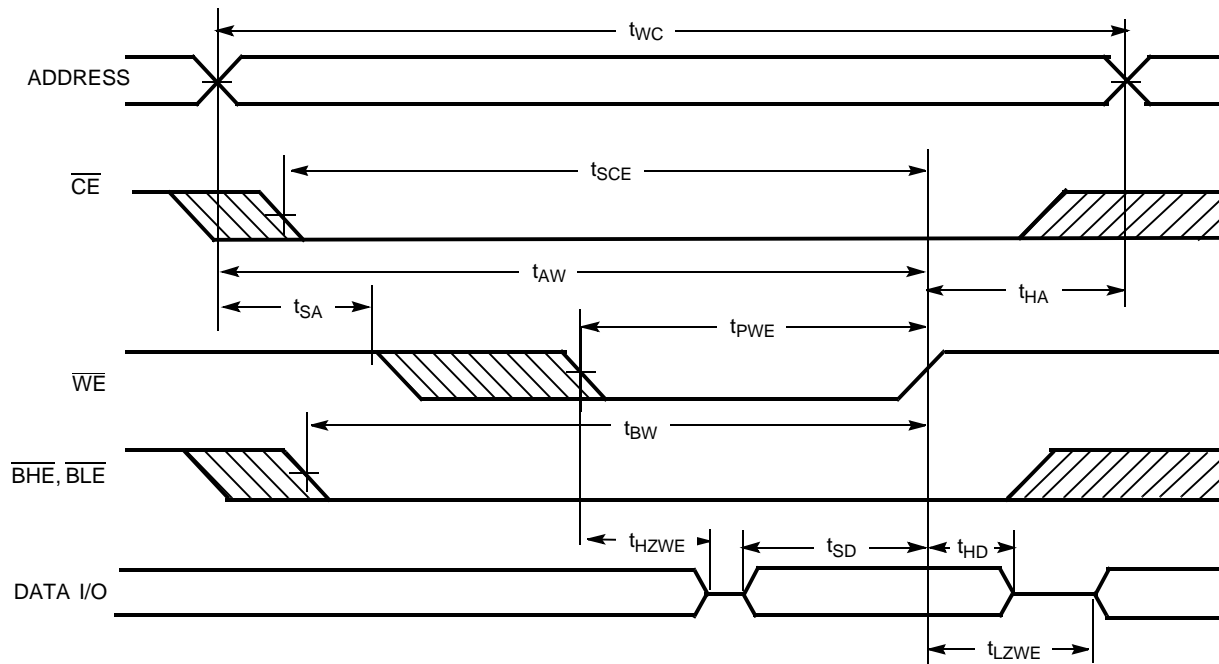 tWC
ADDRESS
tSCE
CE
tAW
tSA
tHA
tPWE
WE
tBW
BHE, BLE
tHZWE
tSD
tHD
DATA I/O
tLZWE